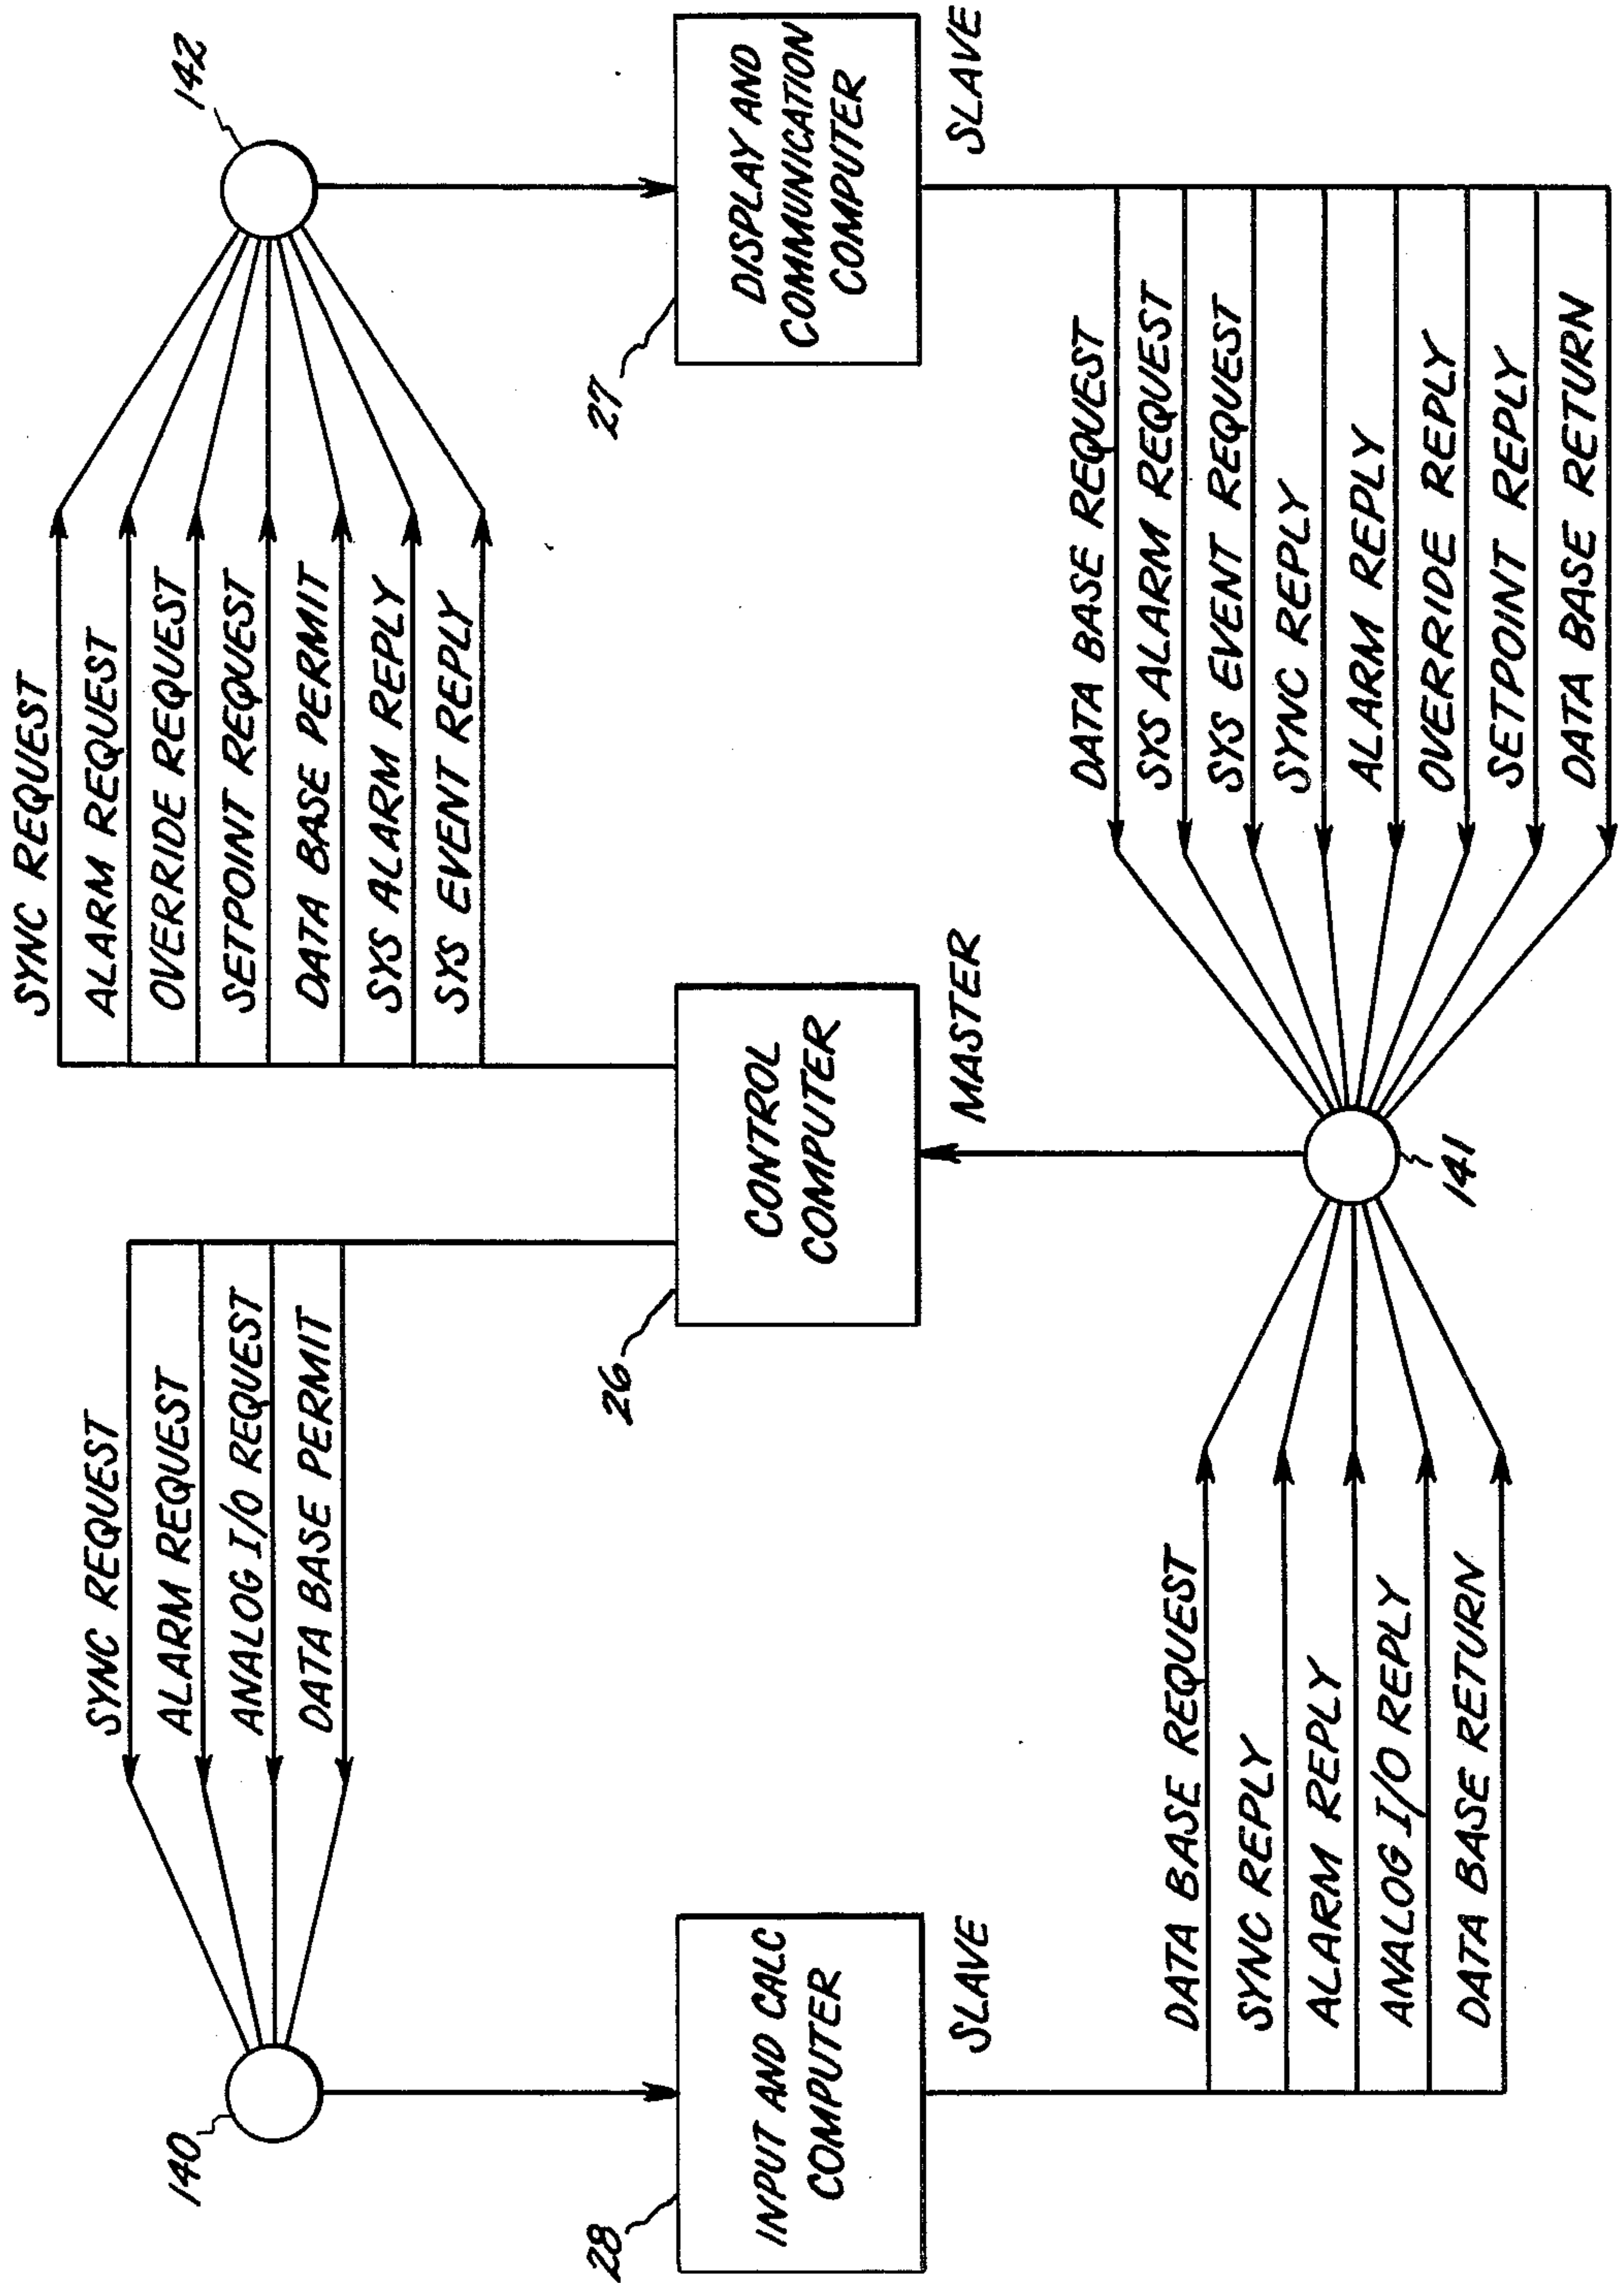 SYNC REQUEST
ALARM REQUEST
ANALOG I/O REQUEST
DATA BASE PERMIT
140
SYNC REQUEST
ALARM REQUEST
OVERRIDE REQUEST
SETPOINT REQUEST
DATA BASE PERMIT
SYS ALARM REPLY
SYS EVENT REPLY
142
28
INPUT AND CALC
COMPUTER
SLAVE
26
CONTROL
COMPUTER
MASTER
27
DISPLAY AND
COMMUNICATION
COMPUTER
SLAVE
DATA BASE REQUEST
SYNC REPLY
ALARM REPLY
ANALOG I/O REPLY
DATA BASE RETURN
141
DATA BASE REQUEST
SYS ALARM REQUEST
SYS EVENT REQUEST
SYNC REPLY
ALARM REPLY
OVERRIDE REPLY
SETPOINT REPLY
DATA BASE RETURN